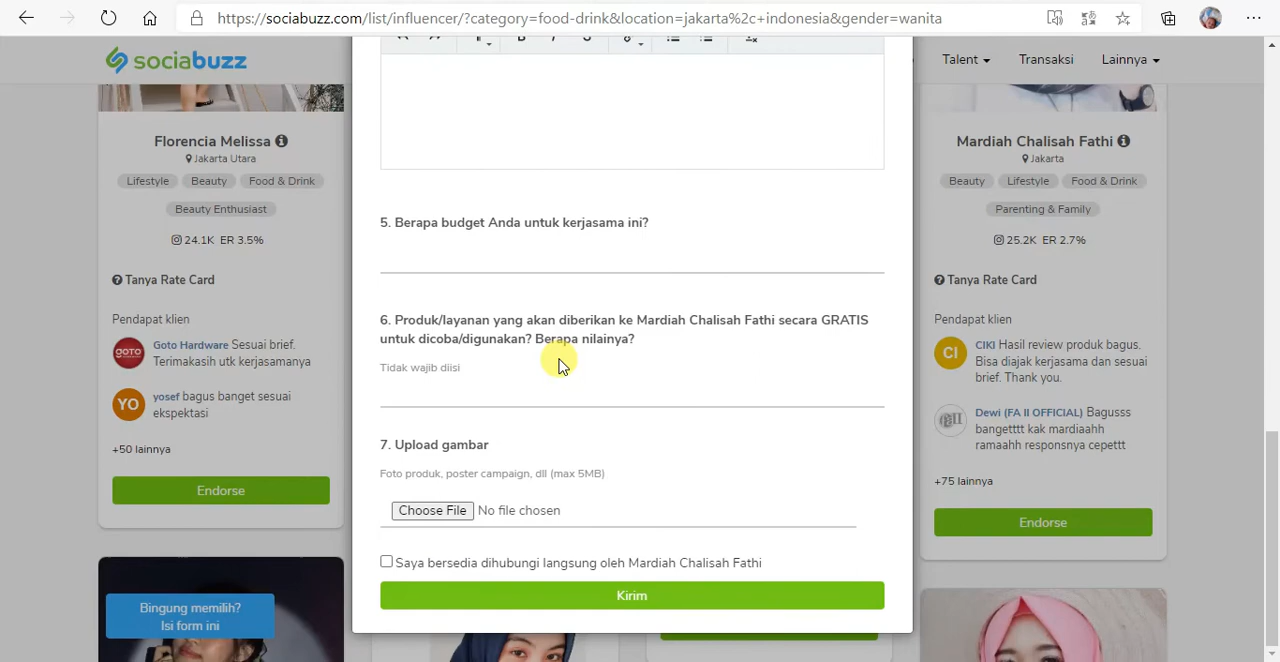 https://sociabuzz.com/list/influencer/?category=food-drink&location=jakarta%2c+indonesia&gender=wanita
sociabuzz
Talent
Transaksi
Lainnya
Florencia Melissa
Jakarta Utara
Lifestyle
Beauty
Food & Drink
Beauty Enthusiast
24.1K ER 3.5%
Tanya Rate Card
Pendapat klien
GOTO
Goto Hardware Sesuai brief.
Terimakasih utk kerjasamanya
YO
yosef bagus banget sesuai
ekspektasi
+50 lainnya
Endorse
Bingung memilih?
Isi form ini
5. Berapa budget Anda untuk kerjasama ini?
6. Produk/layanan yang akan diberikan ke Mardiah Chalisah Fathi secara GRATIS
untuk dicoba/digunakan? Berapa nilainya?
Tidak wajib diisi
7. Upload gambar
Foto produk, poster campaign, dll (max 5MB)
Choose File No file chosen
Saya bersedia dihubungi langsung oleh Mardiah Chalisah Fathi
Kirim
Mardiah Chalisah Fathi
Jakarta
Beauty
Lifestyle
Food & Drink
Parenting & Family
25.2K ER 2.7%
Tanya Rate Card
Pendapat klien
CI
CIKI Hasil review produk bagus.
Bisa diajak kerjasama dan sesuai
brief. Thank you.
Dewi (FA II OFFICIAL) Bagusss
bangetttt kak mardiaahh
ramaahh responsnya cepettt
+75 lainnya
Endorse